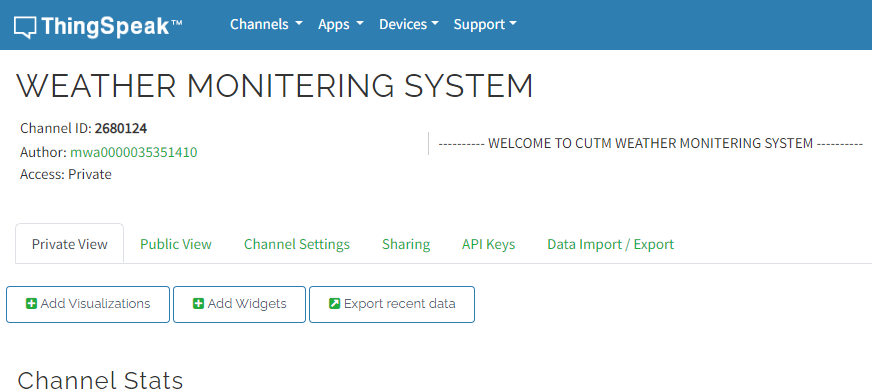 ThingSpeak™ Channels Apps Devices Support
WEATHER MONITERING SYSTEM
Channel ID: 2680124
Author: mwa0000035351410
Access: Private
---------- WELCOME TO CUTM WEATHER MONITERING SYSTEM ----------
Private View Public View Channel Settings Sharing API Keys Data Import / Export
Add Visualizations Add Widgets Export recent data
Channel Stats